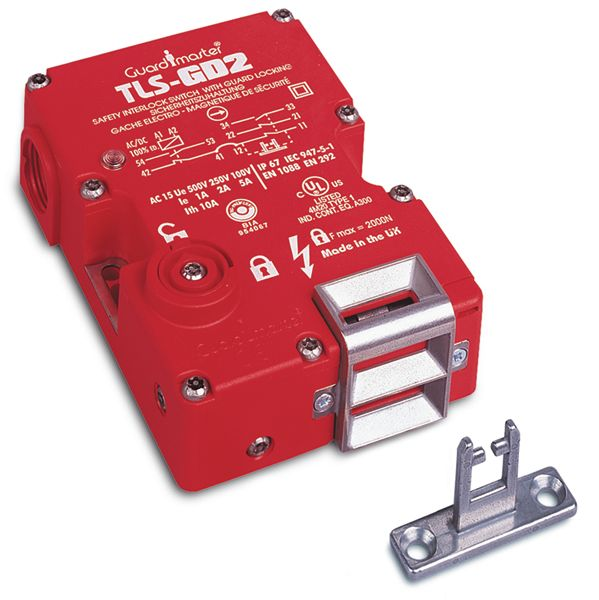 Guardmaster®
TLS-GD2
SAFETY INTERLOCK SWITCH WITH GUARD LOCKING
SICHERHEITSZUHALTUNG
GACHE ELECTRO - MAGNETIQUE DE SÉCURITÉ
AC/DC A1 A2
100% ED
54 53
42 41
34 33
22 21
12 11
AC 15 Ue 500V 250V 100V
Ie 1A 2A 5A
Ith 10A
IP 67 IEC 947-5-1
EN 1088 EN 292
BIA
954067
C UL US
LISTED
4M20 TYPE 1
IND. CONT. EQ. A300
F max = 2000N
Made in the UK
Guardmaster